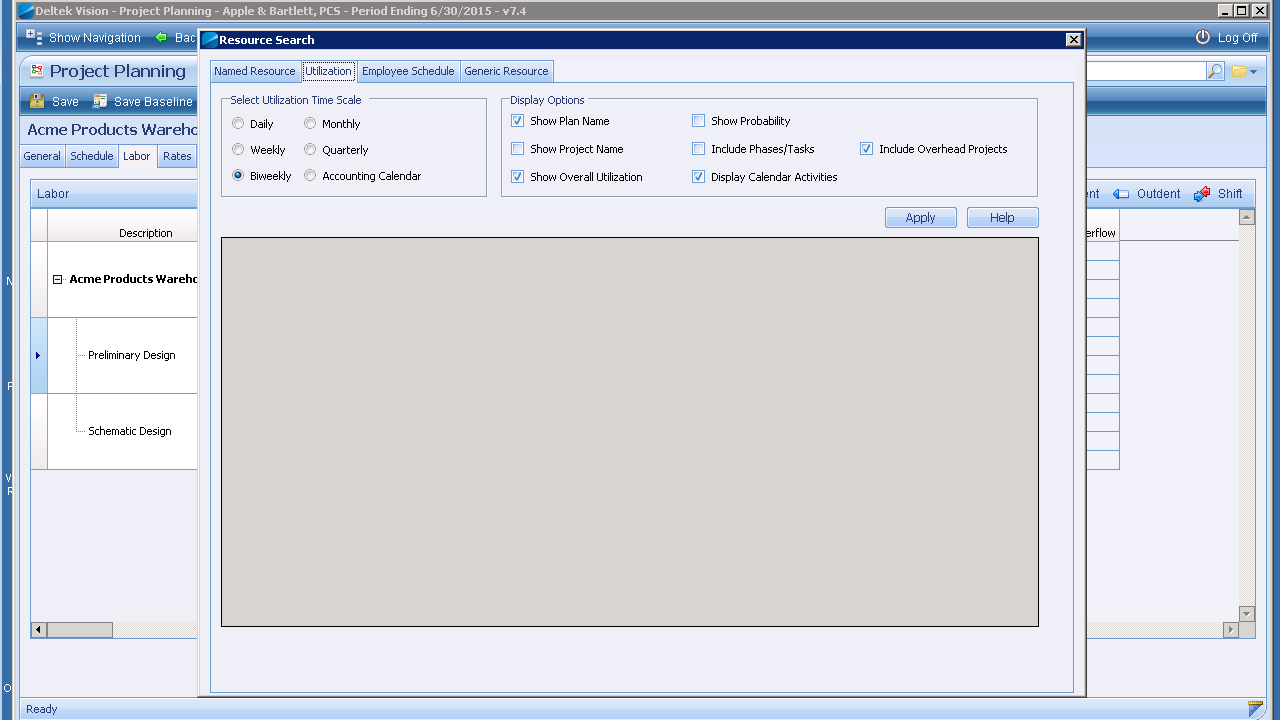 Deltek Vision - Project Planning - Apple & Bartlett, PCS - Period Ending 6/30/2015 - v7.4
Show Navigation
Bac
Log Off
Resource Search
Project Planning
Save
Save Baseline
Acme Products Wareho
General
Schedule
Labor
Rates
Named Resource
Utilization
Employee Schedule
Generic Resource
Select Utilization Time Scale
Daily
Monthly
Weekly
Quarterly
Biweekly
Accounting Calendar
Display Options
Show Plan Name
Show Probability
Show Project Name
Include Phases/Tasks
Include Overhead Projects
Show Overall Utilization
Display Calendar Activities
Apply
Help
Labor
nt
Outdent
Shift
Description
erflow
Acme Products Wareho
Preliminary Design
Schematic Design
Ready